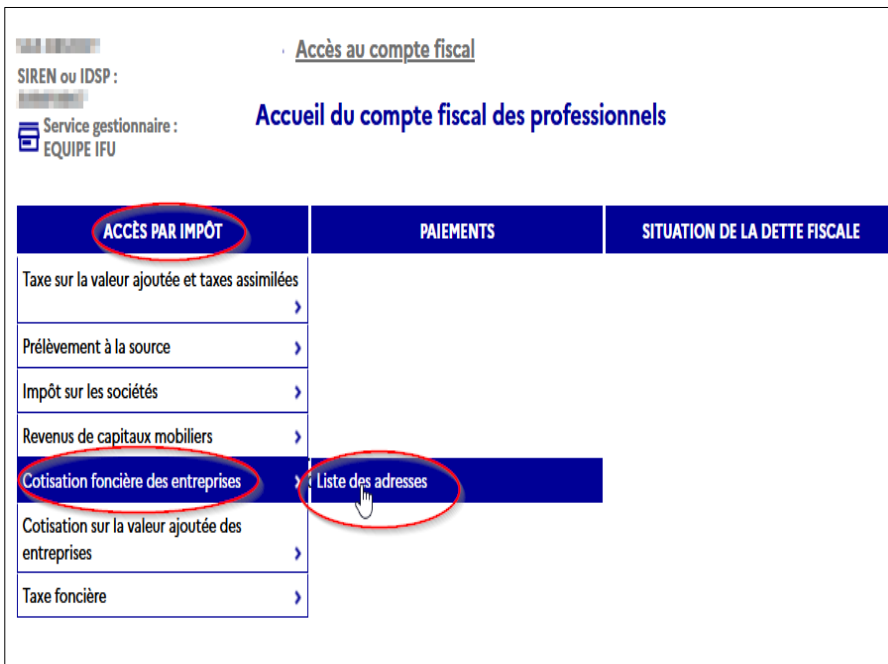 Accès au compte fiscal
SIREN ou IDSP :
Service gestionnaire :
EQUIPE IFU
Accueil du compte fiscal des professionnels
ACCÈS PAR IMPÔT
PAIEMENTS
SITUATION DE LA DETTE FISCALE
Taxe sur la valeur ajoutée et taxes assimilées
Prélèvement à la source
Impôt sur les sociétés
Revenus de capitaux mobiliers
Cotisation foncière des entreprises
Liste des adresses
Cotisation sur la valeur ajoutée des
entreprises
Taxe foncière